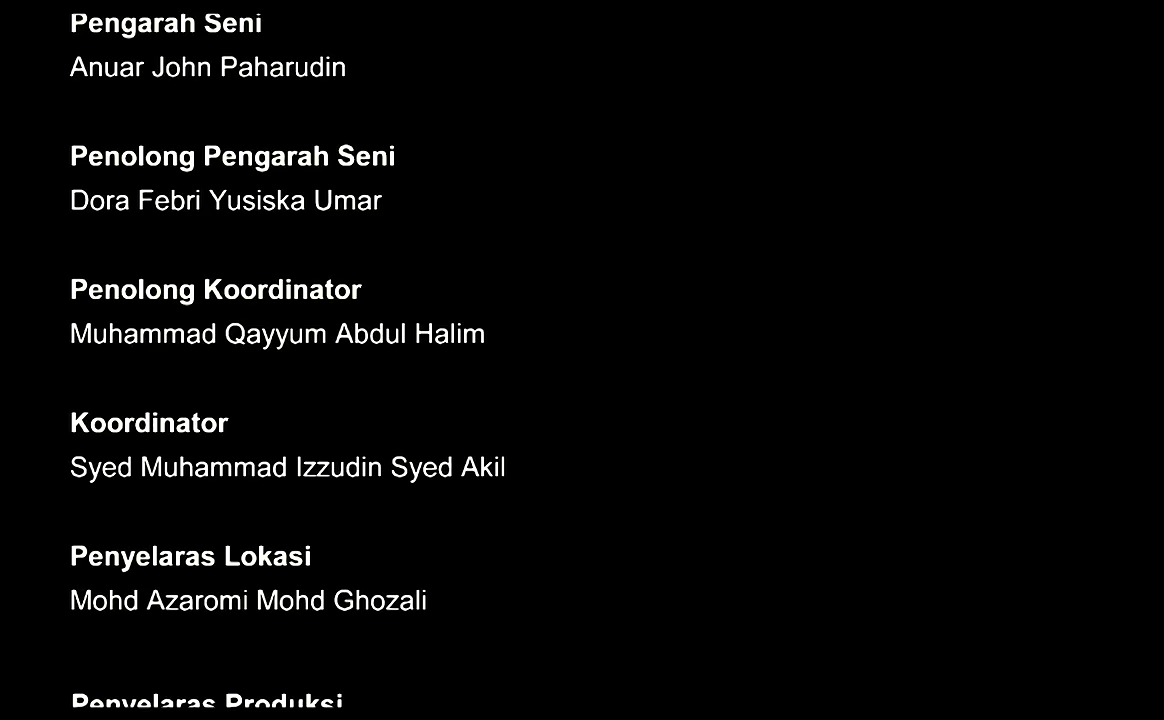 Pengarah Seni
Anuar John Paharudin
Penolong Pengarah Seni
Dora Febri Yusiska Umar
Penolong Koordinator
Muhammad Qayyum Abdul Halim
Koordinator
Syed Muhammad Izzudin Syed Akil
Penyelaras Lokasi
Mohd Azaromi Mohd Ghozali
Penyelaras Produksi